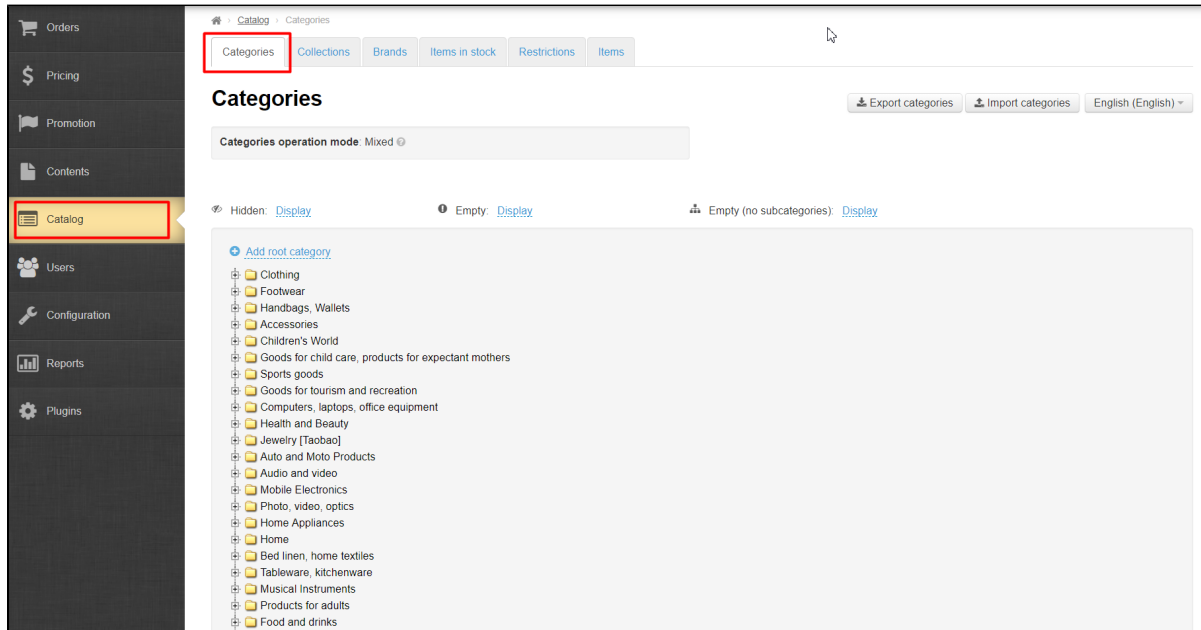 Orders
Pricing
Promotion
Contents
Catalog
Users
Configuration
Reports
Plugins
Catalog Categories
Categories Collections Brands Items in stock Restrictions Items
Categories
Export categories Import categories English (English)
Categories operation mode: Mixed
Hidden: Display Empty: Display Empty (no subcategories): Display
Add root category
Clothing
Footwear
Handbags, Wallets
Accessories
Children's World
Goods for child care, products for expectant mothers
Sports goods
Goods for tourism and recreation
Computers, laptops, office equipment
Health and Beauty
Jewelry [Taobao]
Auto and Moto Products
Audio and video
Mobile Electronics
Photo, video, optics
Home Appliances
Home
Bed linen, home textiles
Tableware, kitchenware
Musical Instruments
Products for adults
Food and drinks